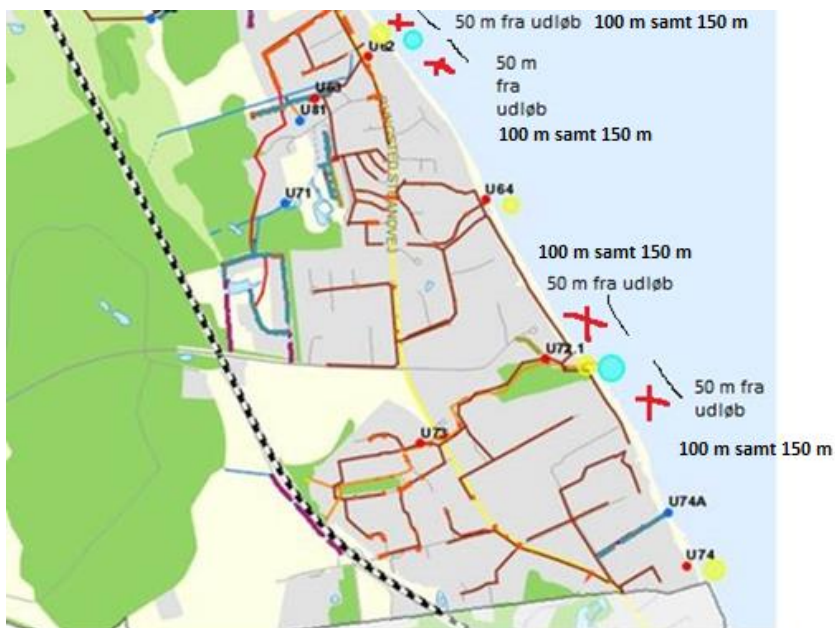 50 m fra udløb 100 m samt 150 m
U62
50 m
fra
udløb
100 m samt 150 m
U63
U81
U71
U64
STRANDVEJ
100 m samt 150 m
50 m fra udløb
U72.1
50 m fra
udløb
U73
100 m samt 150 m
U74A
U74